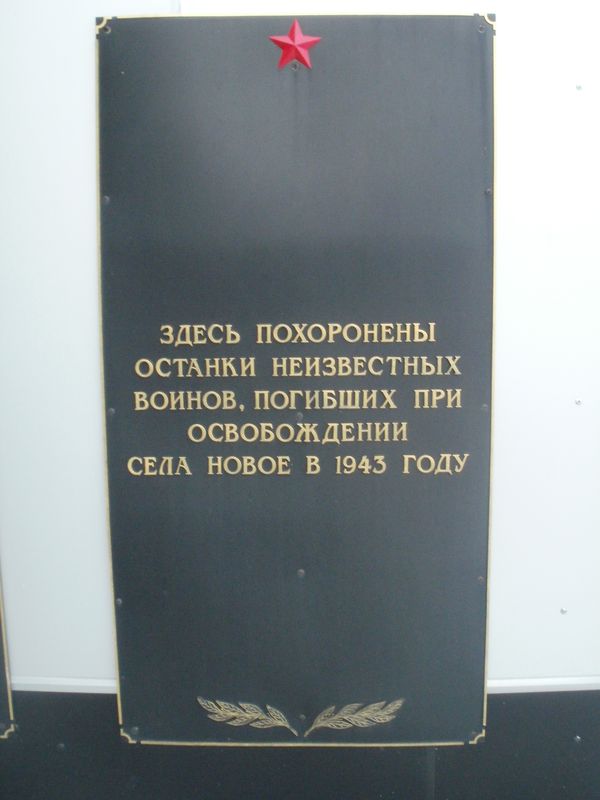 ЗДЕСЬ ПОХОРОНЕНЫ
ОСТАНКИ НЕИЗВЕСТНЫХ
ВОИНОВ, ПОГИБШИХ ПРИ
ОСВОБОЖДЕНИИ
СЕЛА НОВОЕ В 1943 ГОДУ